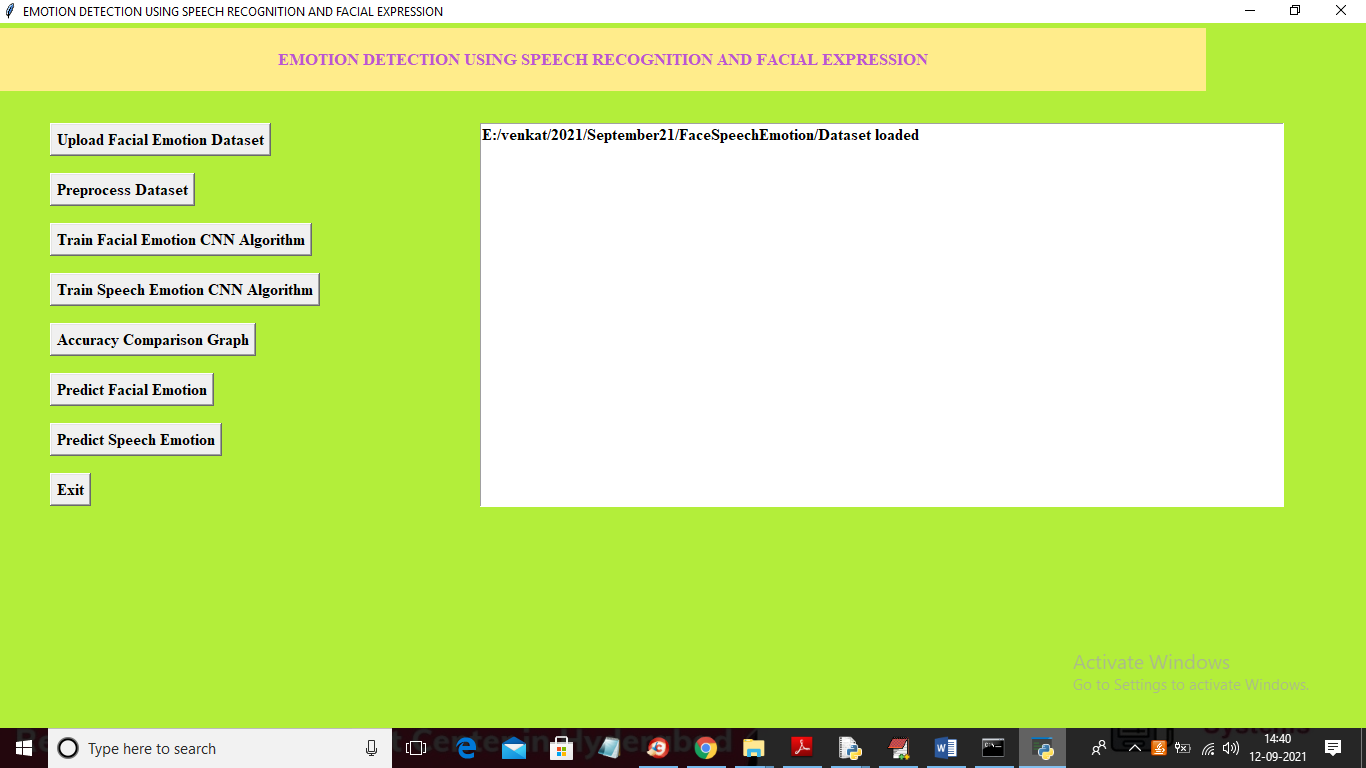 EMOTION DETECTION USING SPEECH RECOGNITION AND FACIAL EXPRESSION
EMOTION DETECTION USING SPEECH RECOGNITION AND FACIAL EXPRESSION
Upload Facial Emotion Dataset
E:/venkat/2021/September21/FaceSpeechEmotion/Dataset loaded
Preprocess Dataset
Train Facial Emotion CNN Algorithm
Train Speech Emotion CNN Algorithm
Accuracy Comparison Graph
Predict Facial Emotion
Predict Speech Emotion
Exit
Activate Windows
Go to Settings to activate Windows.
Type here to search
14:40
12-09-2021